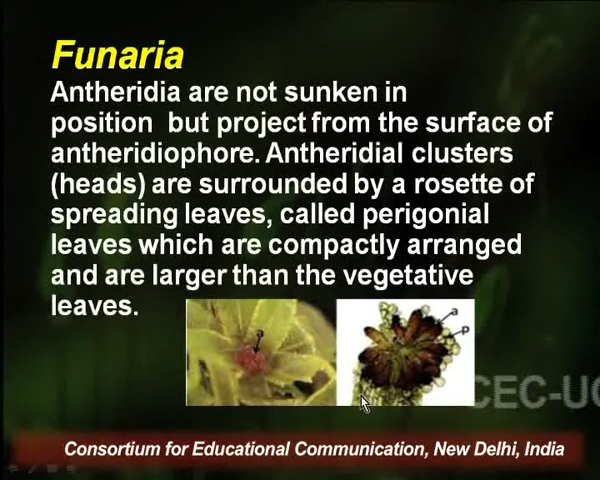 Funaria
Antheridia are not sunken in
position but project from the surface of
antheridiophore. Antheridial clusters
(heads) are surrounded by a rosette of
spreading leaves, called perigonial
leaves which are compactly arranged
and are larger than the vegetative
leaves.
a
a
p
CEC-UG
Consortium for Educational Communication, New Delhi, India